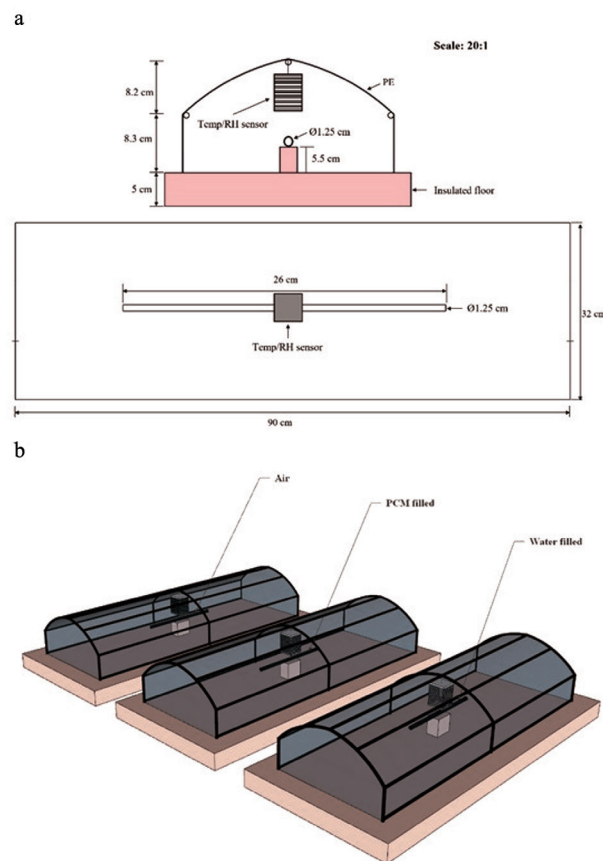 a
Scale: 20:1
PE
8.2 cm
Temp/RH sensor
Ø1.25 cm
8.3 cm
5.5 cm
5 cm
Insulated floor
26 cm
Ø1.25 cm
32 cm
Temp/RH sensor
90 cm
b
Air
PCM filled
Water filled